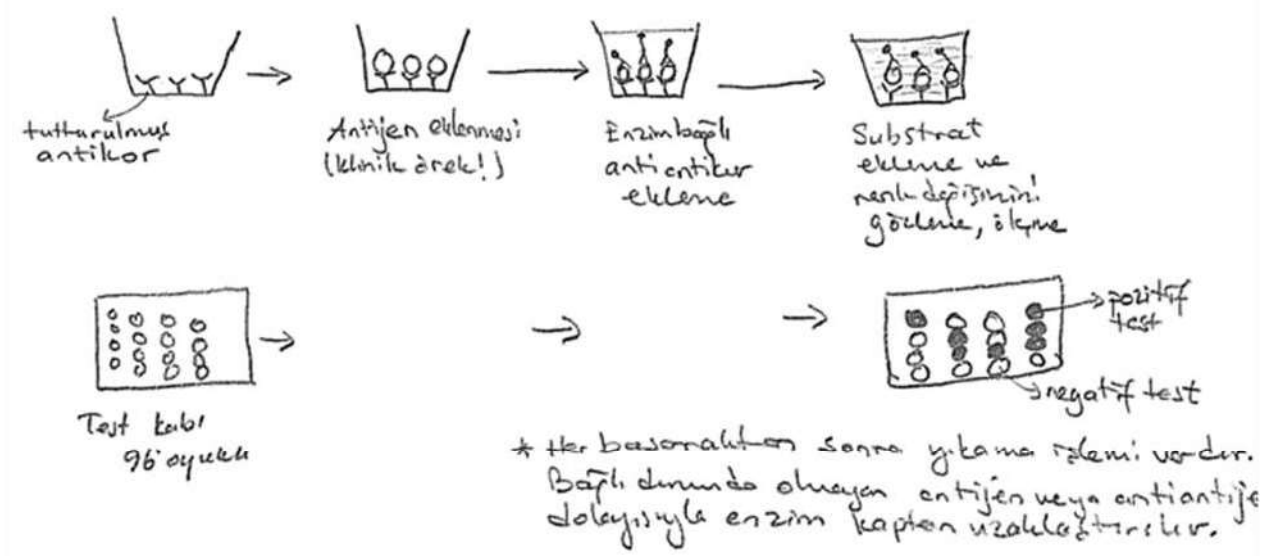 tutturulmuş
antikor
Antijen eklenmesi
(klinik örek!)
Enzim bağlı
antiantikor
ekleme
Substrat
ekleme ve
renk değişimini
gözleme, ölçme
Test kabı
96 oyuklu
pozitif
test
negatif test
* Her basamaktan sonra yıkama işlemi vardır.
Bağlı durumda olmayan antijen veya antiantije
dolayısıyla enzim kaptan uzaklaştırılır.